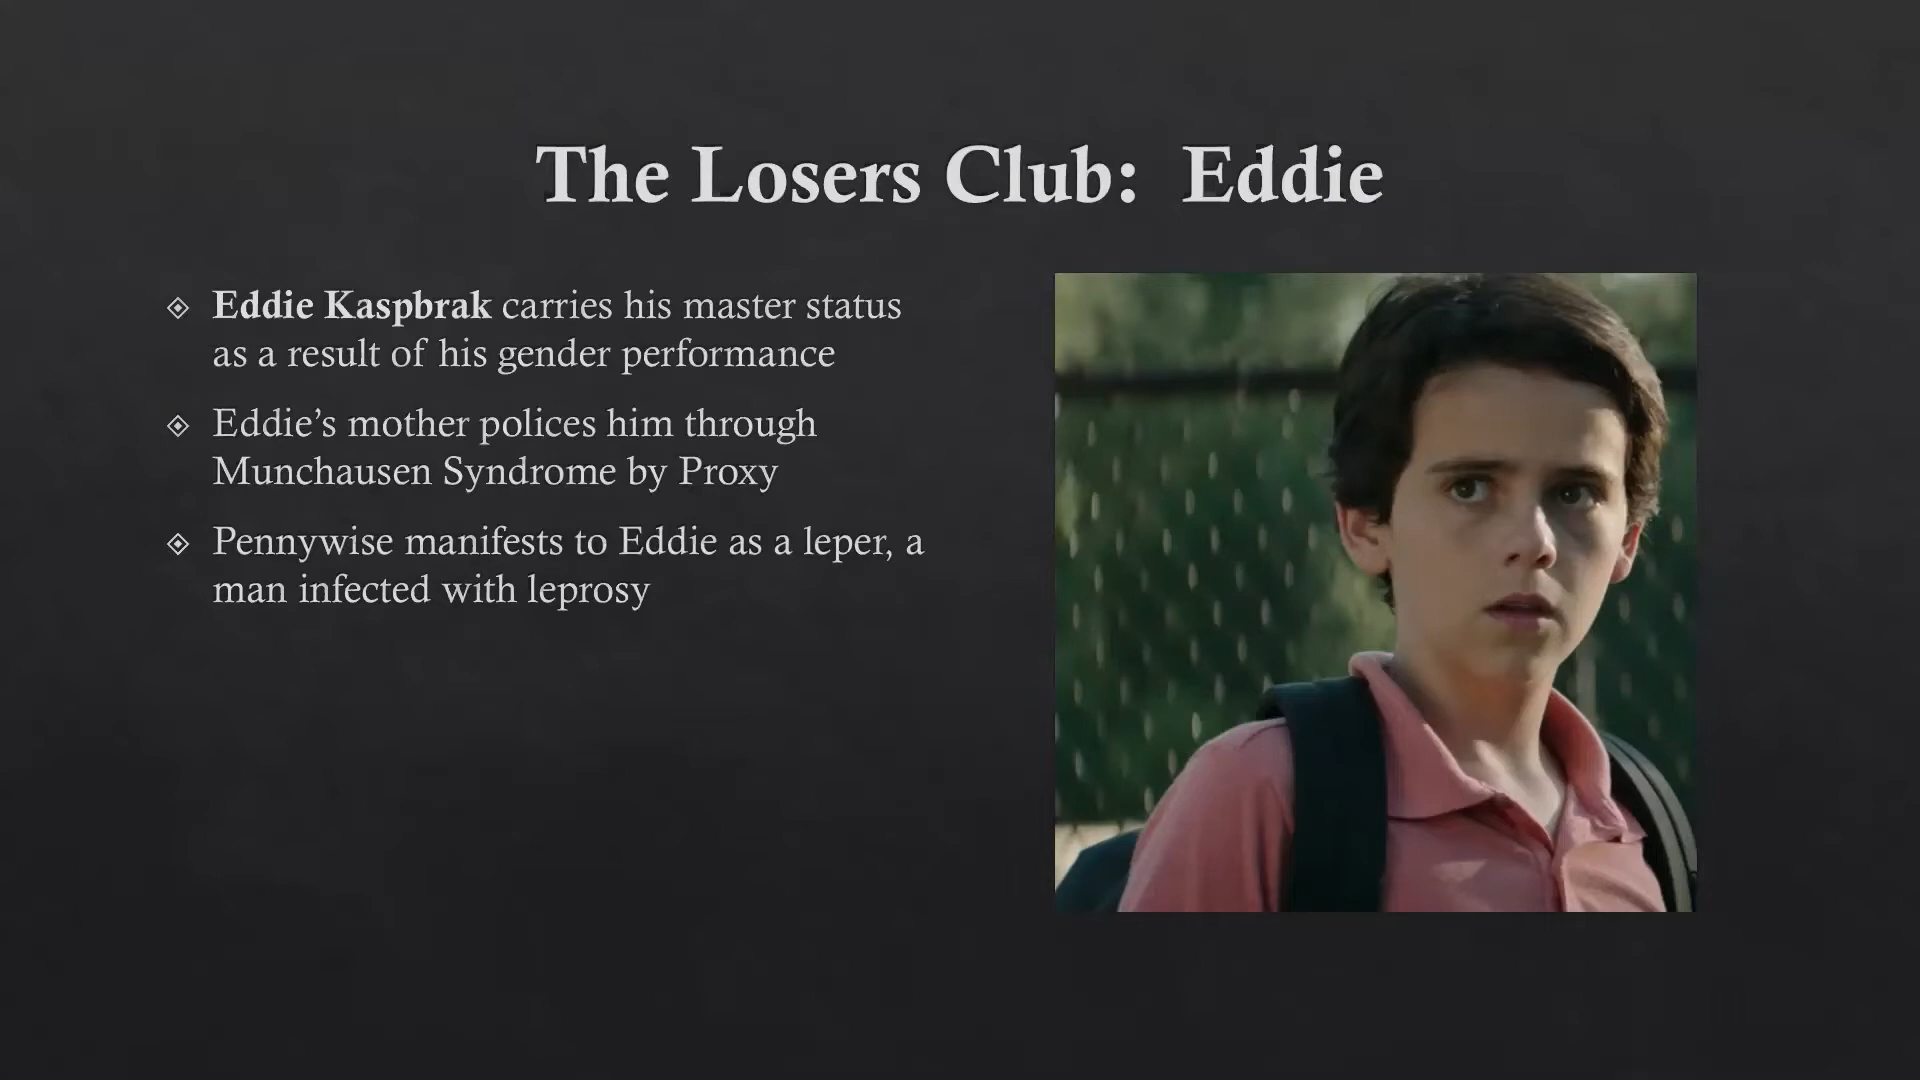 The Losers Club:  Eddie
Eddie Kaspbrak carries his master status
as a result of his gender performance
Eddie’s mother polices him through
Munchausen Syndrome by Proxy
Pennywise manifests to Eddie as a leper, a
man infected with leprosy